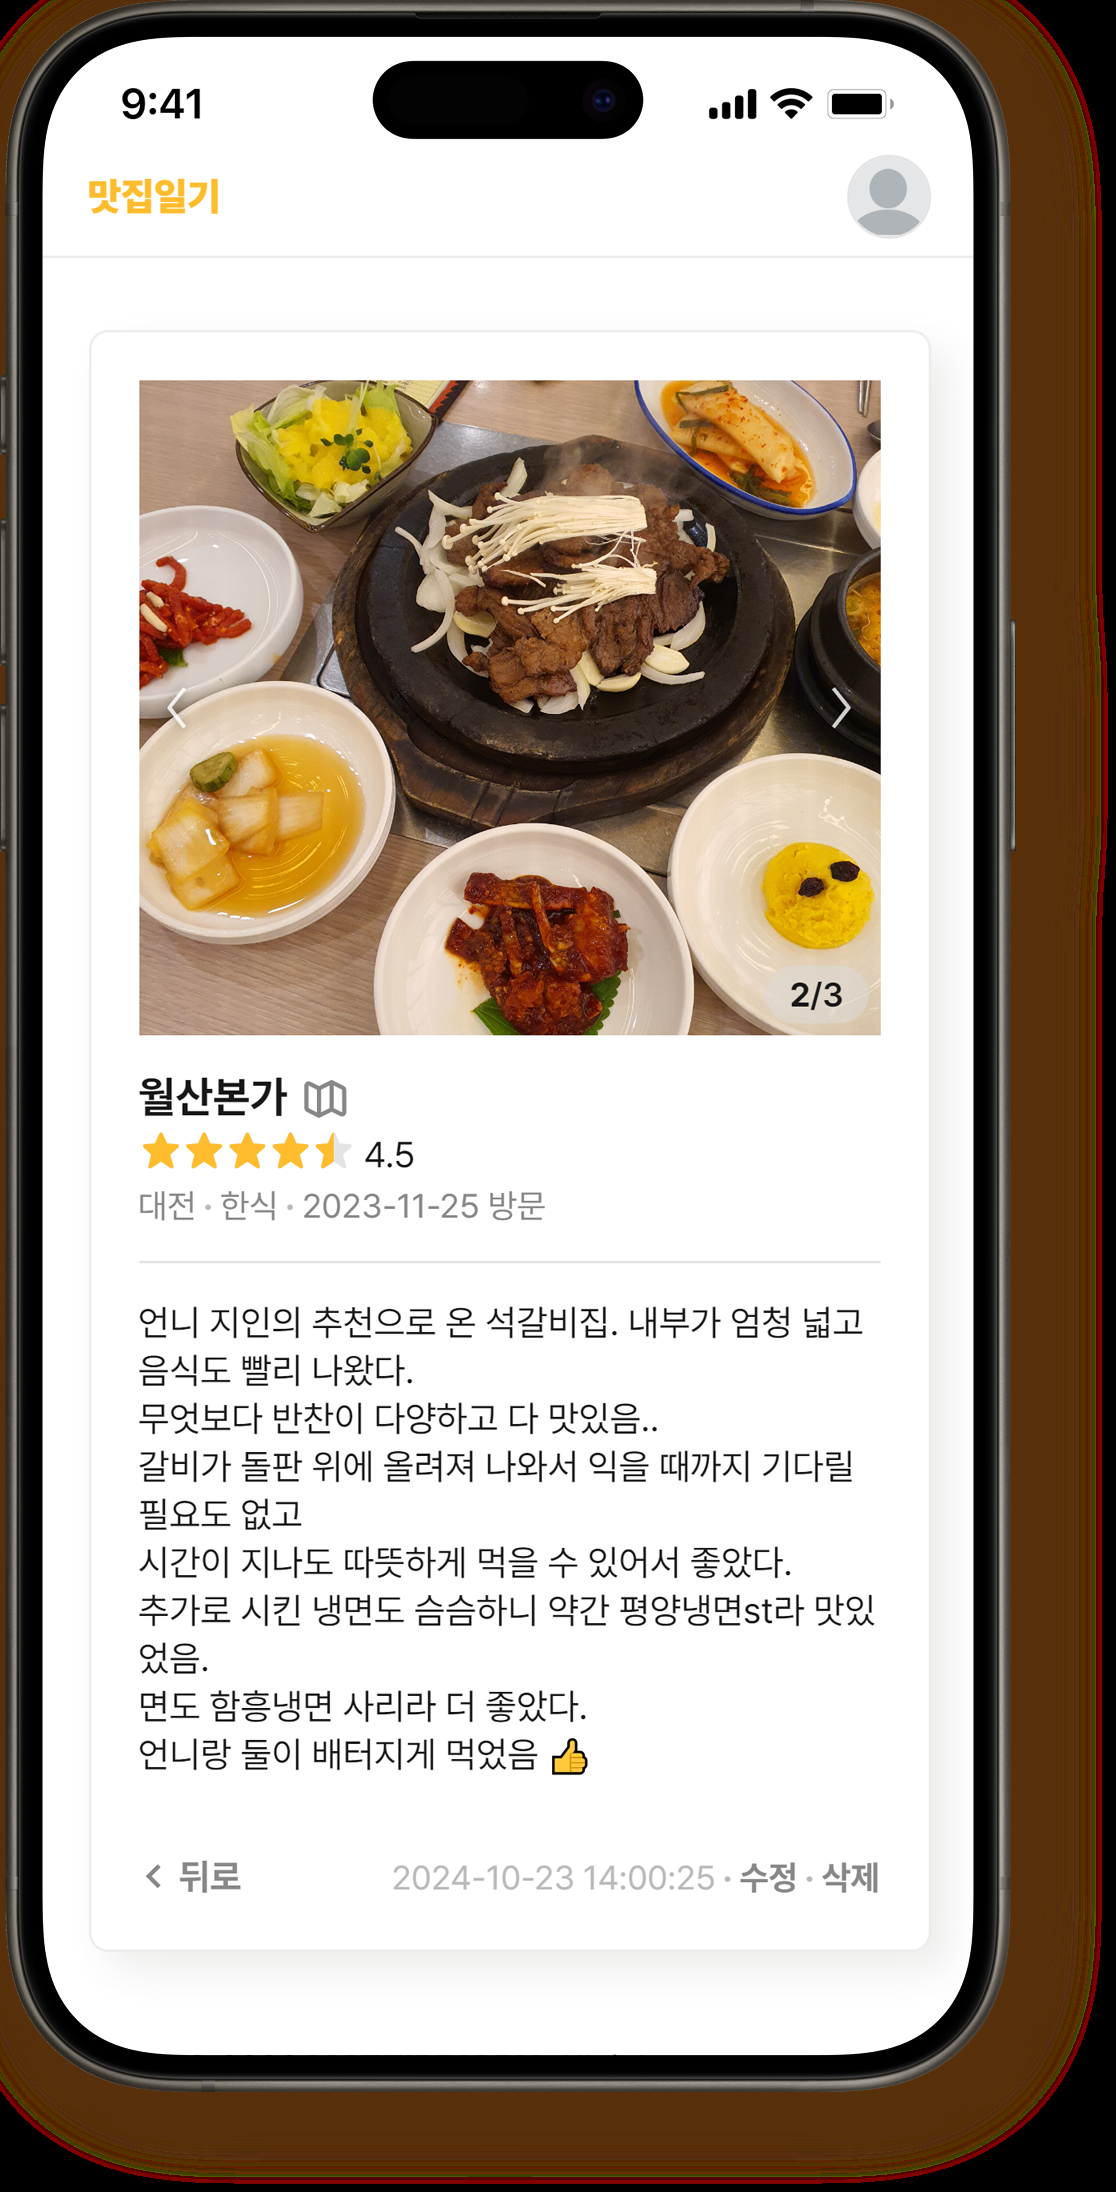 9:41
맛집일기
2/3
월산본가
4.5
대전 · 한식 · 2023-11-25 방문
언니 지인의 추천으로 온 석갈비집. 내부가 엄청 넓고
음식도 빨리 나왔다.
무엇보다 반찬이 다양하고 다 맛있음..
갈비가 돌판 위에 올려져 나와서 익을 때까지 기다릴
필요도 없고
시간이 지나도 따뜻하게 먹을 수 있어서 좋았다.
추가로 시킨 냉면도 슴슴하니 약간 평양냉면st라 맛있
었음.
면도 함흥냉면 사리라 더 좋았다.
언니랑 둘이 배터지게 먹었음 👍
뒤로 2024-10-23 14:00:25 · 수정 · 삭제